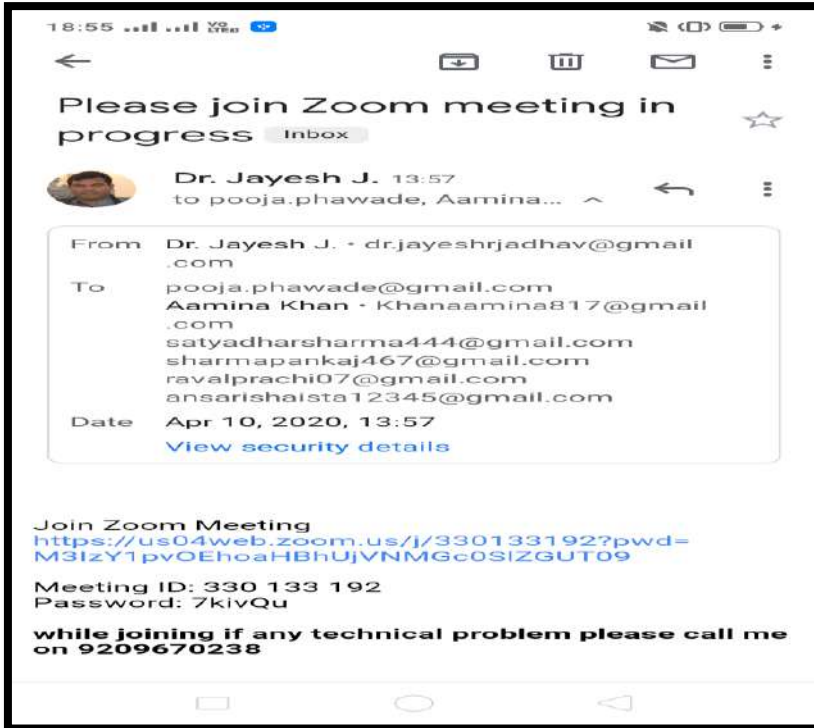 18:55 VoLTE
Please join Zoom meeting in
progress Inbox
Dr. Jayesh J. 13:57
to pooja.phawade, Aamina...
From Dr. Jayesh J. • dr.jayeshrjadhav@gmail
.com
To pooja.phawade@gmail.com
Aamina Khan • Khanaamina817@gmail
.com
satyadharsharma444@gmail.com
sharmapankaj467@gmail.com
ravalprachi07@gmail.com
ansarishaista12345@gmail.com
Date Apr 10, 2020, 13:57
View security details
Join Zoom Meeting
https://us04web.zoom.us/j/330133192?pwd=
M3IzY1pvOEhoaHBhUjVNMGc0SlZGUT09
Meeting ID: 330 133 192
Password: 7kivQu
while joining if any technical problem please call me
on 9209670238